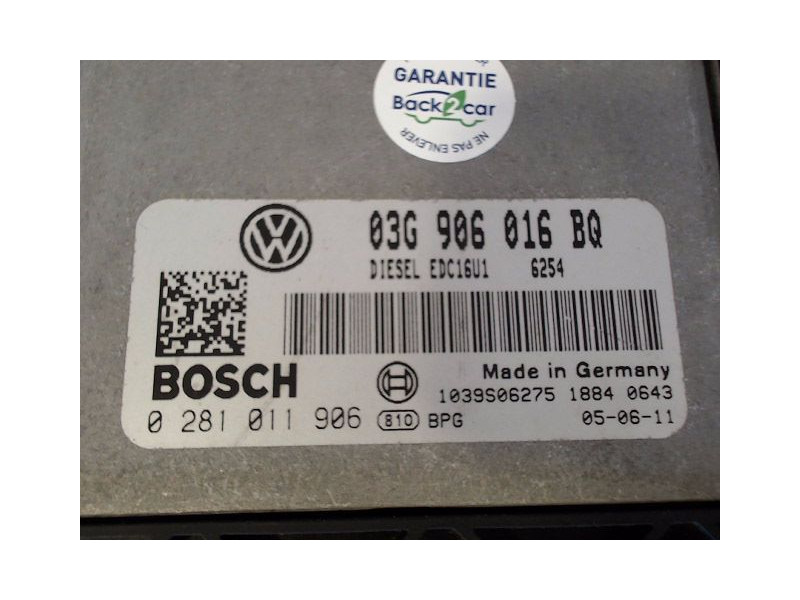 GARANTIE
Back2car
NE PAS ENLEVER
03G 906 016 BQ
DIESEL EDC16U1 6254
BOSCH
Made in Germany
1039S06275 1884 0643
0 281 011 906 810 BPG 05-06-11